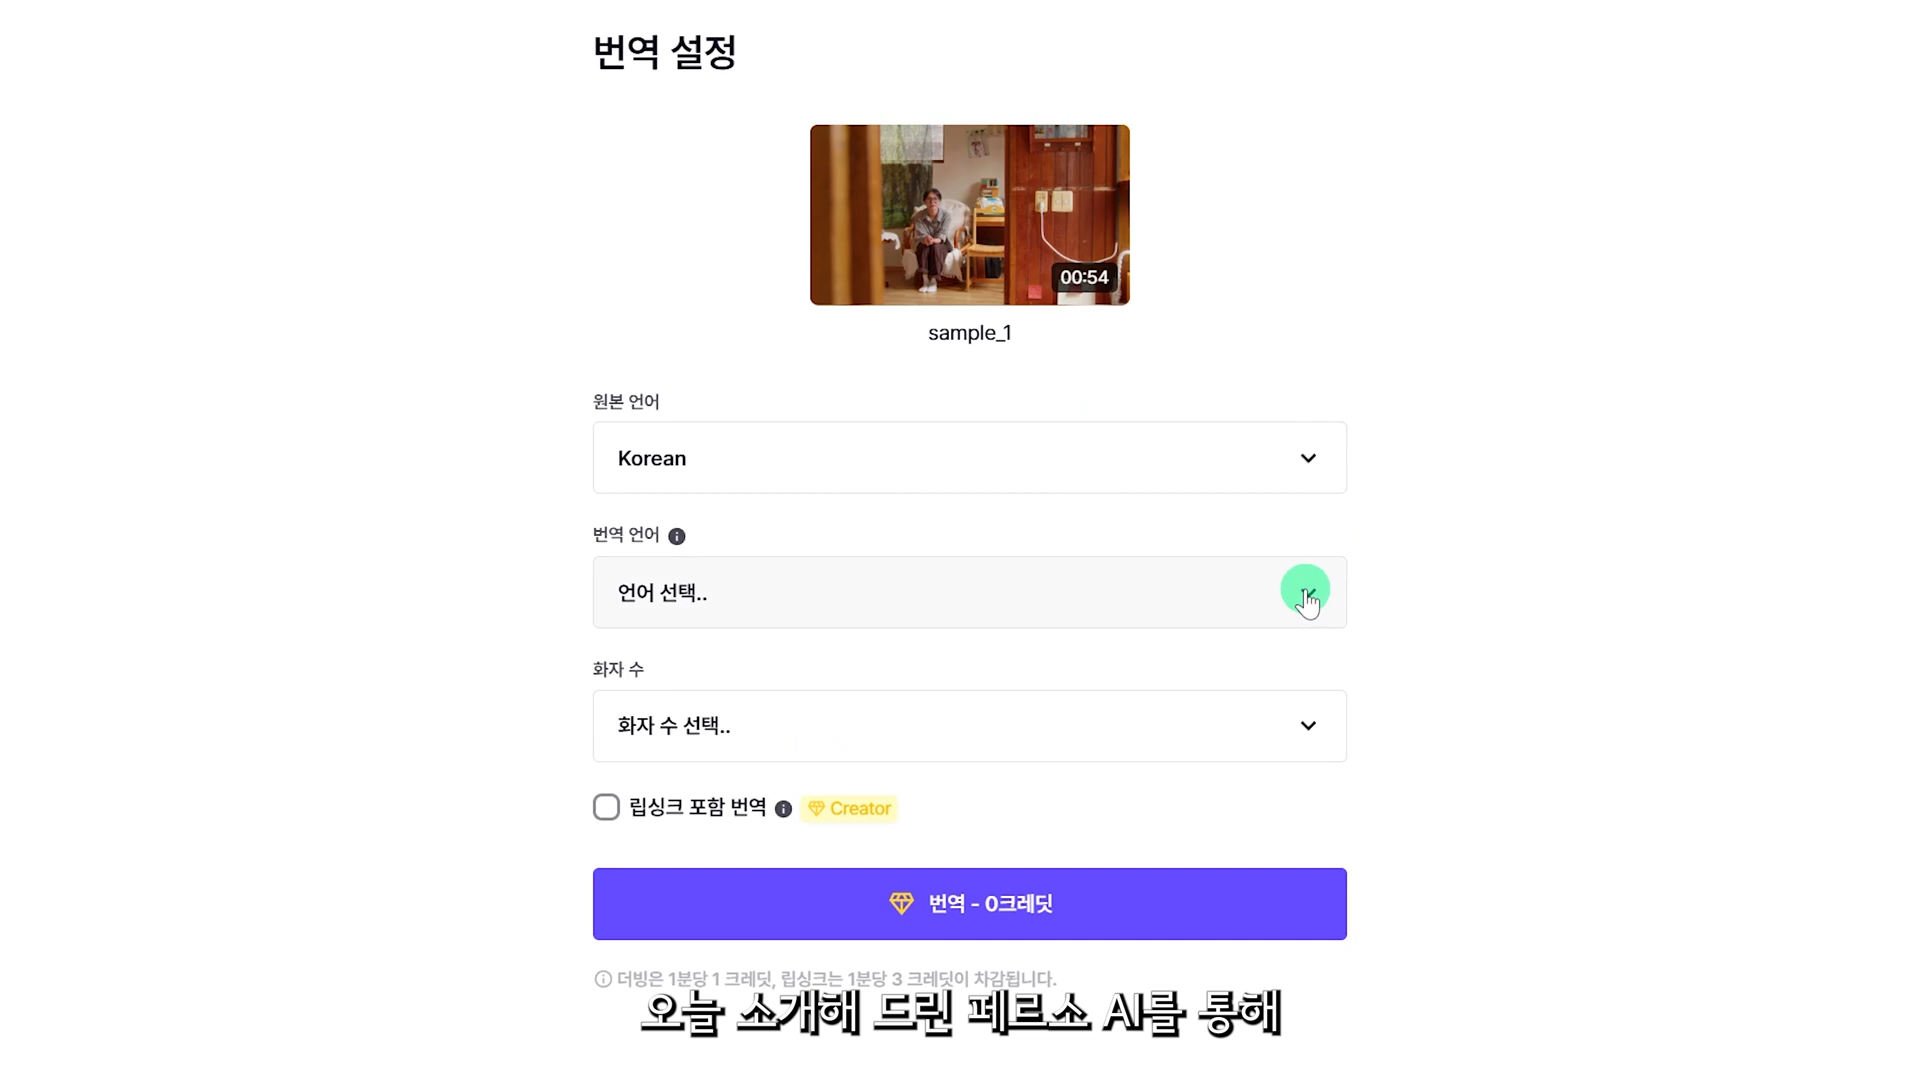 번역 설정
00:54
sample_1
원본 언어
Korean
번역 언어
언어 선택..
화자 수
화자 수 선택..
립싱크 포함 번역 Creator
번역 - 0크레딧
더빙은 1분당 1 크레딧, 립싱크는 1분당 3 크레딧이 차감됩니다.
오늘 소개해 드린 페르소 AI를 통해